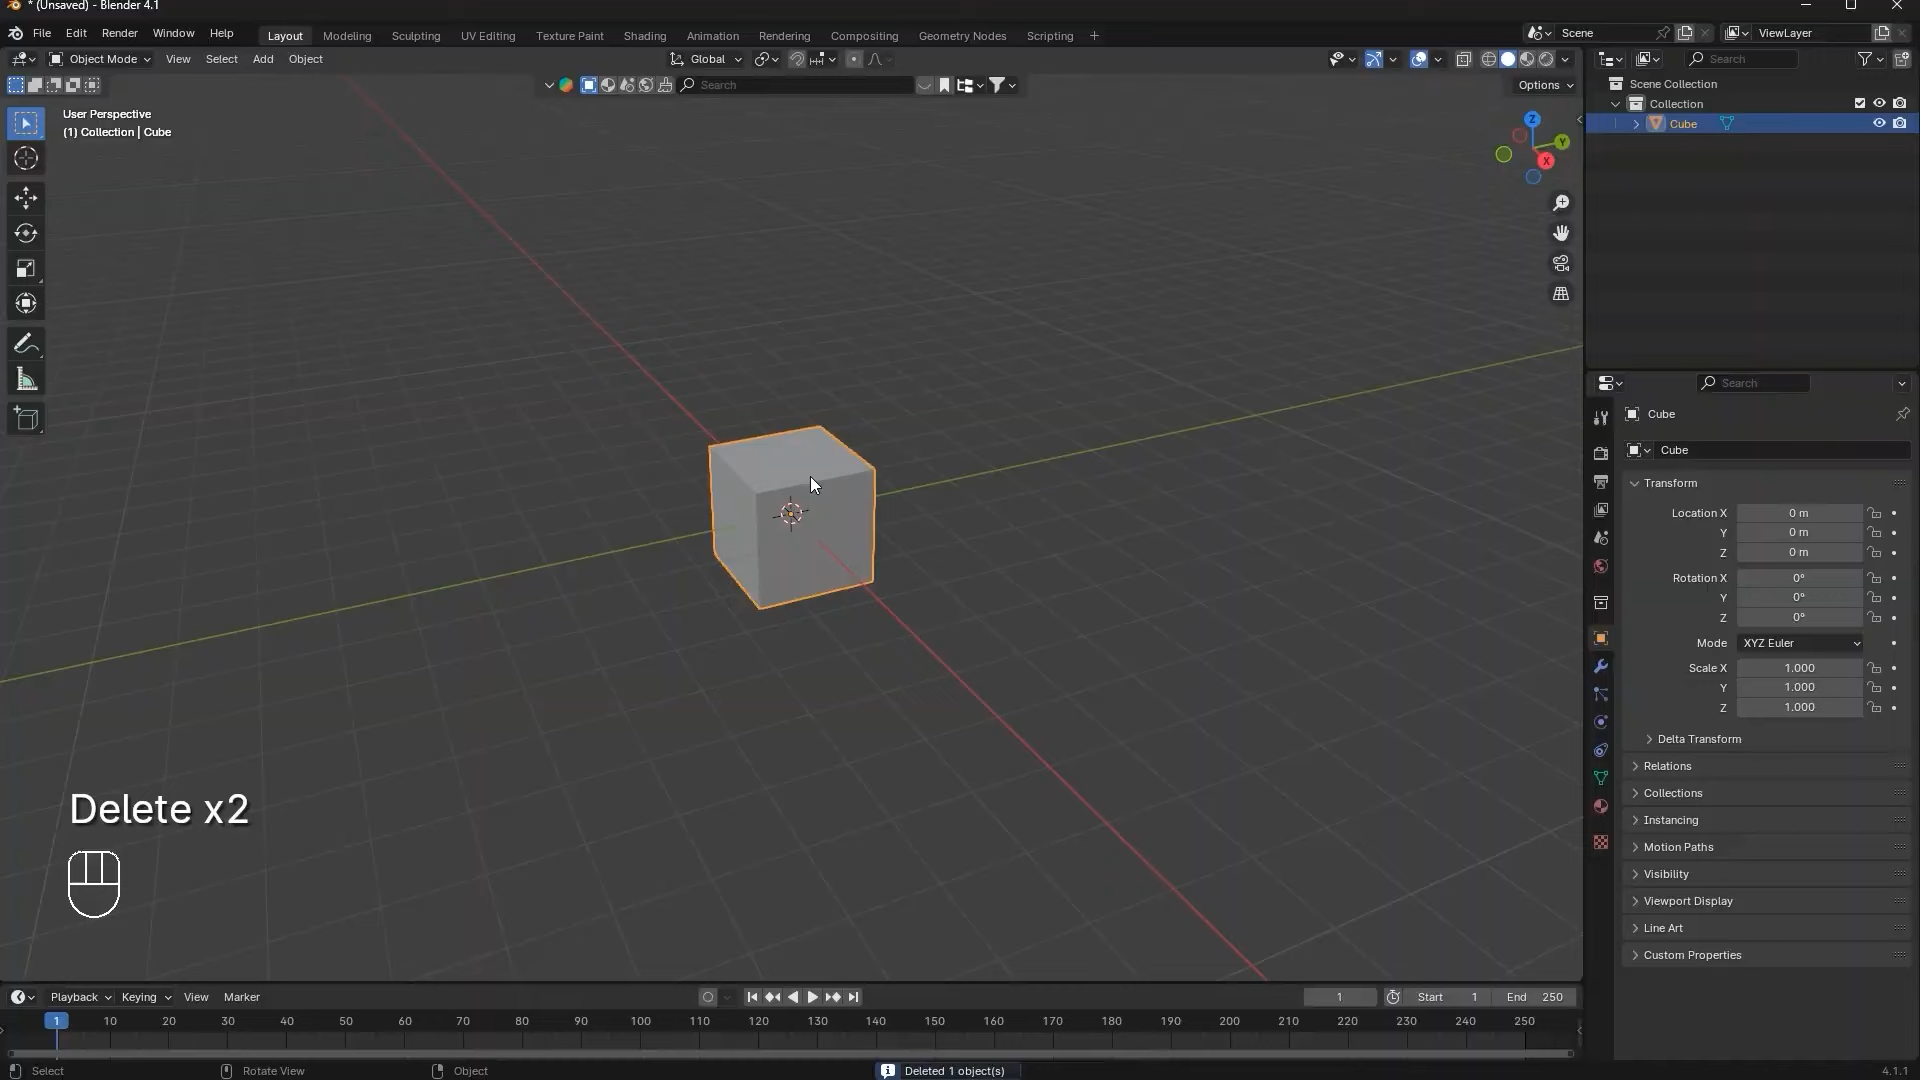 * (Unsaved) - Blender 4.1
File Edit Render Window Help Layout Modeling Sculpting UV Editing Texture Paint Shading Animation Rendering Compositing Geometry Nodes Scripting + Scene ViewLayer
Object Mode View Select Add Object Global Search
Search Options
User Perspective
(1) Collection | Cube
Z
Y
X
Scene Collection
Collection
Cube
Search
Cube
Cube
Transform
Location X 0 m
Y 0 m
Z 0 m
Rotation X 0°
Y 0°
Z 0°
Mode XYZ Euler
Scale X 1.000
Y 1.000
Z 1.000
Delta Transform
Relations
Collections
Instancing
Motion Paths
Visibility
Viewport Display
Line Art
Custom Properties
Delete x2
Playback Keying View Marker 1 Start 1 End 250
1 10 20 30 40 50 60 70 80 90 100 110 120 130 140 150 160 170 180 190 200 210 220 230 240 250
Select Rotate View Object Deleted 1 object(s) 4.1.1